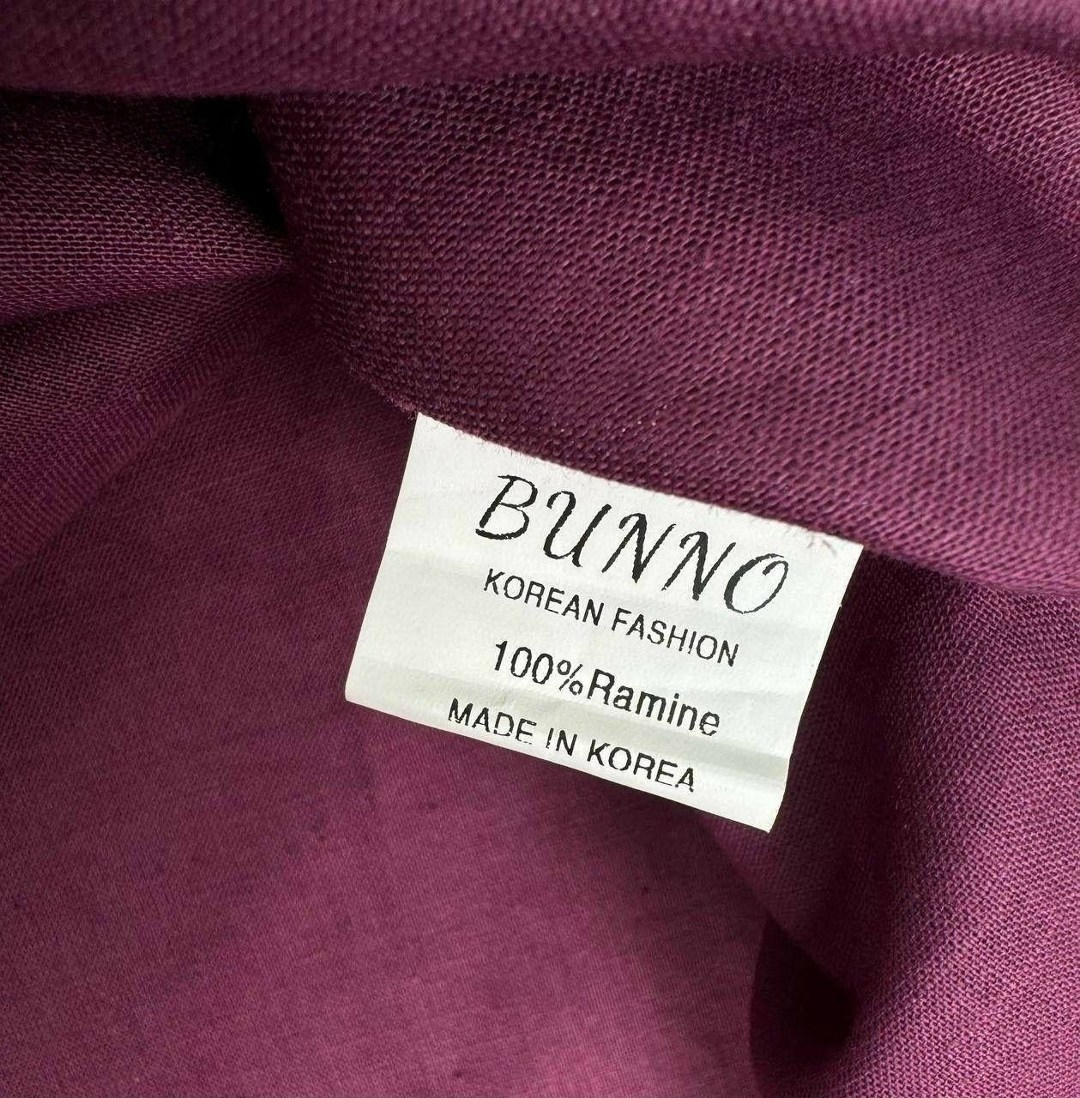 BUNNO
KOREAN FASHION
100%Ramine
MADE IN KOREA